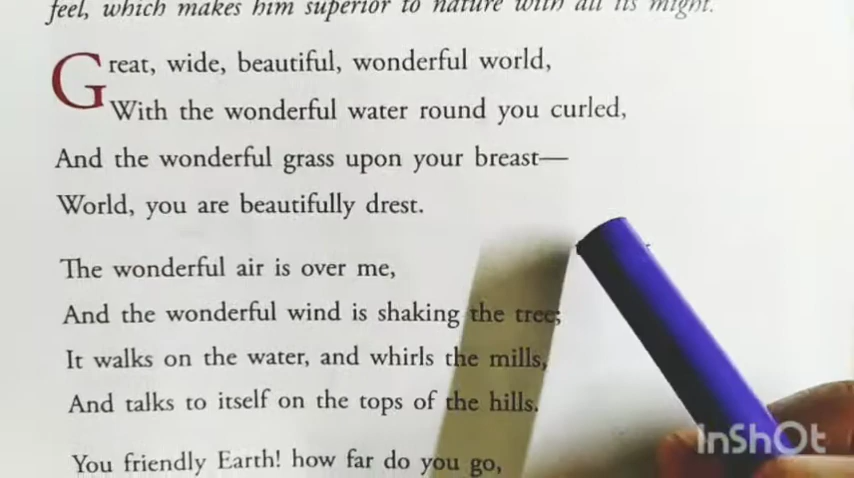 feel, which makes him superior to nature with all its might.
Great, wide, beautiful, wonderful world,
With the wonderful water round you curled,
And the wonderful grass upon your breast—
World, you are beautifully drest.
The wonderful air is over me,
And the wonderful wind is shaking the tree;
It walks on the water, and whirls the mills,
And talks to itself on the tops of the hills.
You friendly Earth! how far do you go,
InShOt